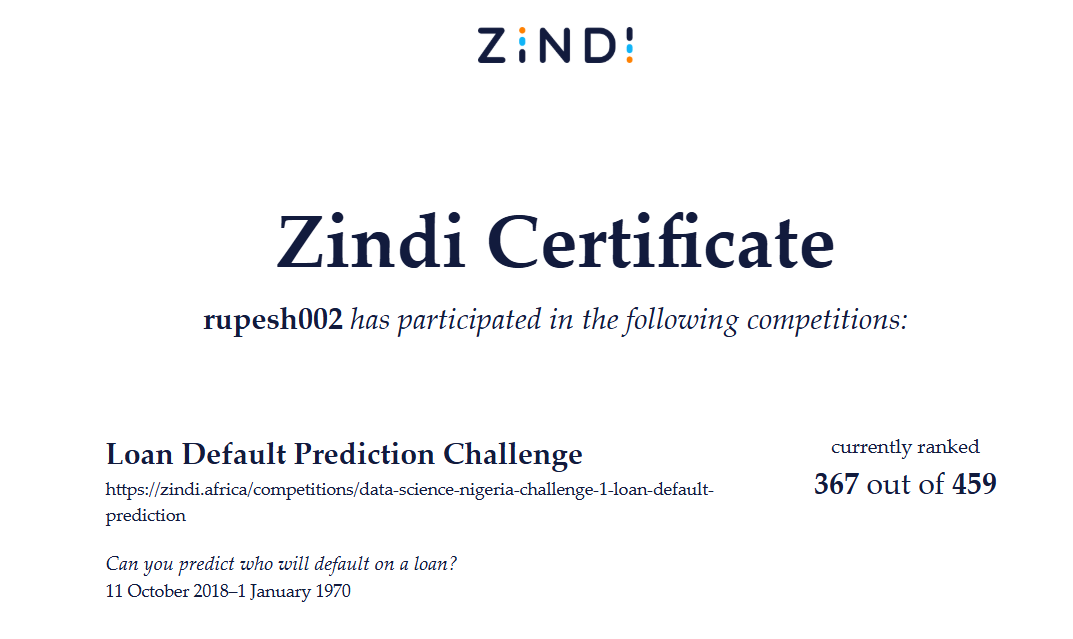 ZINDI
Zindi Certificate
rupesh002 has participated in the following competitions:
Loan Default Prediction Challenge
https://zindi.africa/competitions/data-science-nigeria-challenge-1-loan-default-
prediction
Can you predict who will default on a loan?
11 October 2018–1 January 1970
currently ranked
367 out of 459